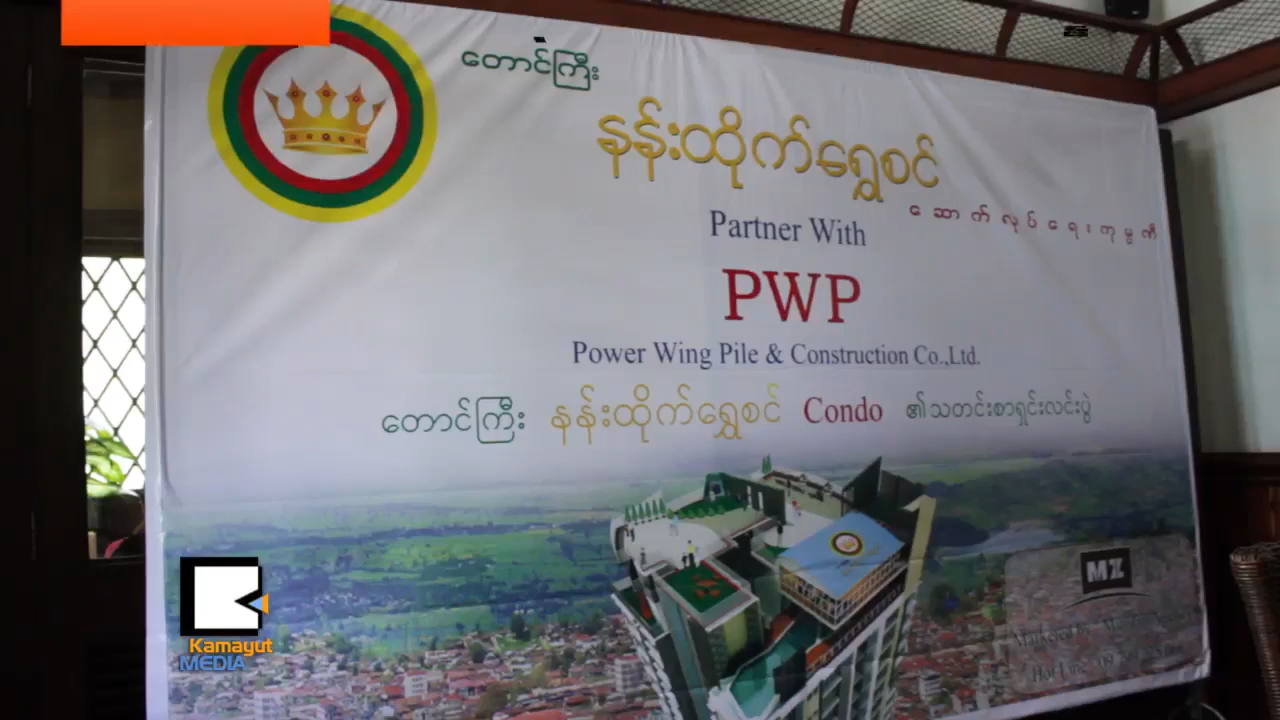 တောင်ကြီး
နန်းထိုက်ရွှေစင်
ဆောက်လုပ်ရေးကုမ္ပဏီ
Partner With
PWP
Power Wing Pile & Construction Co.,Ltd.
တောင်ကြီး နန်းထိုက်ရွှေစင် Condo ၏သတင်းစာရှင်းလင်းပွဲ
MZ
Hot Line
Kamayut
MEDIA